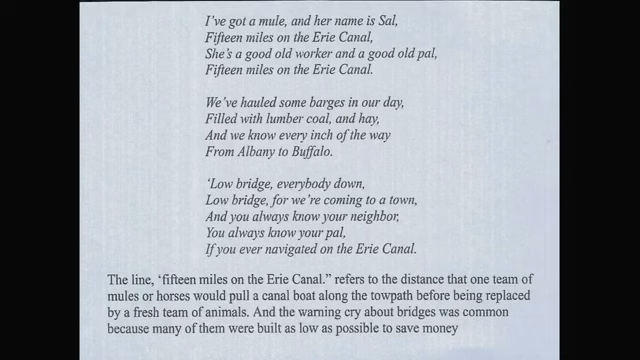 I've got a mule, and her name is Sal,
Fifteen miles on the Erie Canal,
She's a good old worker and a good old pal,
Fifteen miles on the Erie Canal.
We've hauled some barges in our day,
Filled with lumber coal, and hay,
And we know every inch of the way
From Albany to Buffalo.
'Low bridge, everybody down,
Low bridge, for we're coming to a town,
And you always know your neighbor,
You always know your pal,
If you ever navigated on the Erie Canal.
The line, 'fifteen miles on the Erie Canal." refers to the distance that one team of
mules or horses would pull a canal boat along the towpath before being replaced
by a fresh team of animals. And the warning cry about bridges was common
because many of them were built as low as possible to save money